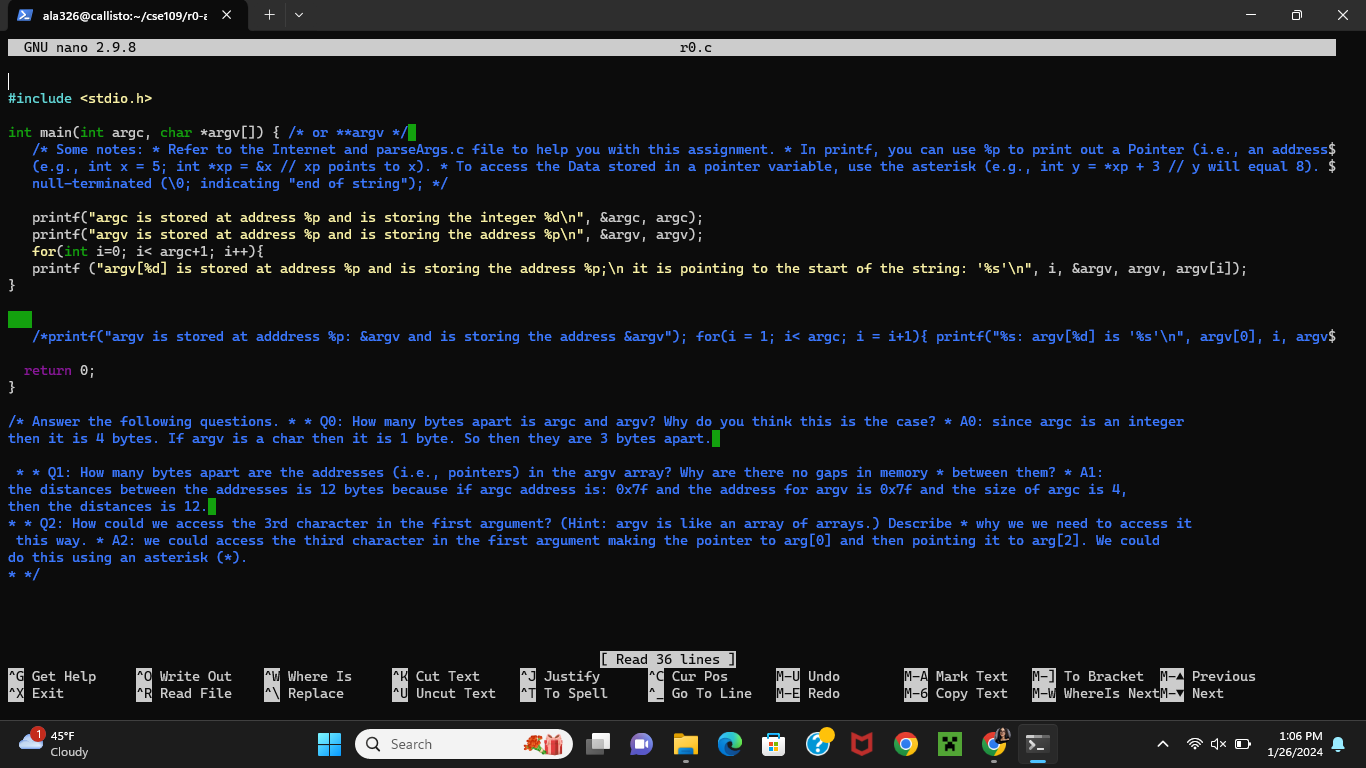 ala326@callisto:~/cse109/r0-a
GNU nano 2.9.8 r0.c
#include <stdio.h>
int main(int argc, char *argv[]) { /* or **argv */
/* Some notes: * Refer to the Internet and parseArgs.c file to help you with this assignment. * In printf, you can use %p to print out a Pointer (i.e., an address$
(e.g., int x = 5; int *xp = &x // xp points to x). * To access the Data stored in a pointer variable, use the asterisk (e.g., int y = *xp + 3 // y will equal 8). $
null-terminated (\0; indicating "end of string"); */
printf("argc is stored at address %p and is storing the integer %d\n", &argc, argc);
printf("argv is stored at address %p and is storing the address %p\n", &argv, argv);
for(int i=0; i< argc+1; i++){
printf ("argv[%d] is stored at address %p and is storing the address %p;\n it is pointing to the start of the string: '%s'\n", i, &argv, argv, argv[i]);
}
/*printf("argv is stored at adddress %p: &argv and is storing the address &argv"); for(i = 1; i< argc; i = i+1){ printf("%s: argv[%d] is '%s'\n", argv[0], i, argv$
return 0;
}
/* Answer the following questions. * * Q0: How many bytes apart is argc and argv? Why do you think this is the case? * A0: since argc is an integer
then it is 4 bytes. If argv is a char then it is 1 byte. So then they are 3 bytes apart.
* * Q1: How many bytes apart are the addresses (i.e., pointers) in the argv array? Why are there no gaps in memory * between them? * A1:
the distances between the addresses is 12 bytes because if argc address is: 0x7f and the address for argv is 0x7f and the size of argc is 4,
then the distances is 12.
* * Q2: How could we access the 3rd character in the first argument? (Hint: argv is like an array of arrays.) Describe * why we we need to access it
this way. * A2: we could access the third character in the first argument making the pointer to arg[0] and then pointing it to arg[2]. We could
do this using an asterisk (*).
* */
[ Read 36 lines ]
^G Get Help ^O Write Out ^W Where Is ^K Cut Text ^J Justify ^C Cur Pos M-U Undo M-A Mark Text M-] To Bracket M-▲ Previous
^X Exit ^R Read File ^\ Replace ^U Uncut Text ^T To Spell ^_ Go To Line M-E Redo M-6 Copy Text M-W WhereIs Next M-▼ Next
1
45°F
Cloudy
Search
1:06 PM
1/26/2024